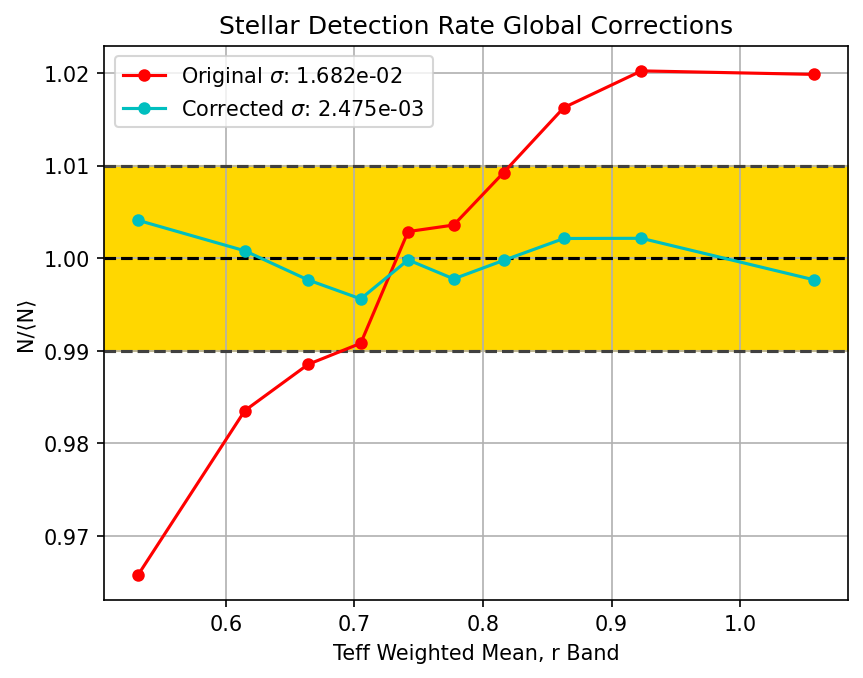 Stellar Detection Rate Global Corrections
Original σ: 1.682e-02
Corrected σ: 2.475e-03
1.02
1.01
1.00
0.99
0.98
0.97
N/⟨N⟩
0.6 0.7 0.8 0.9 1.0
Teff Weighted Mean, r Band